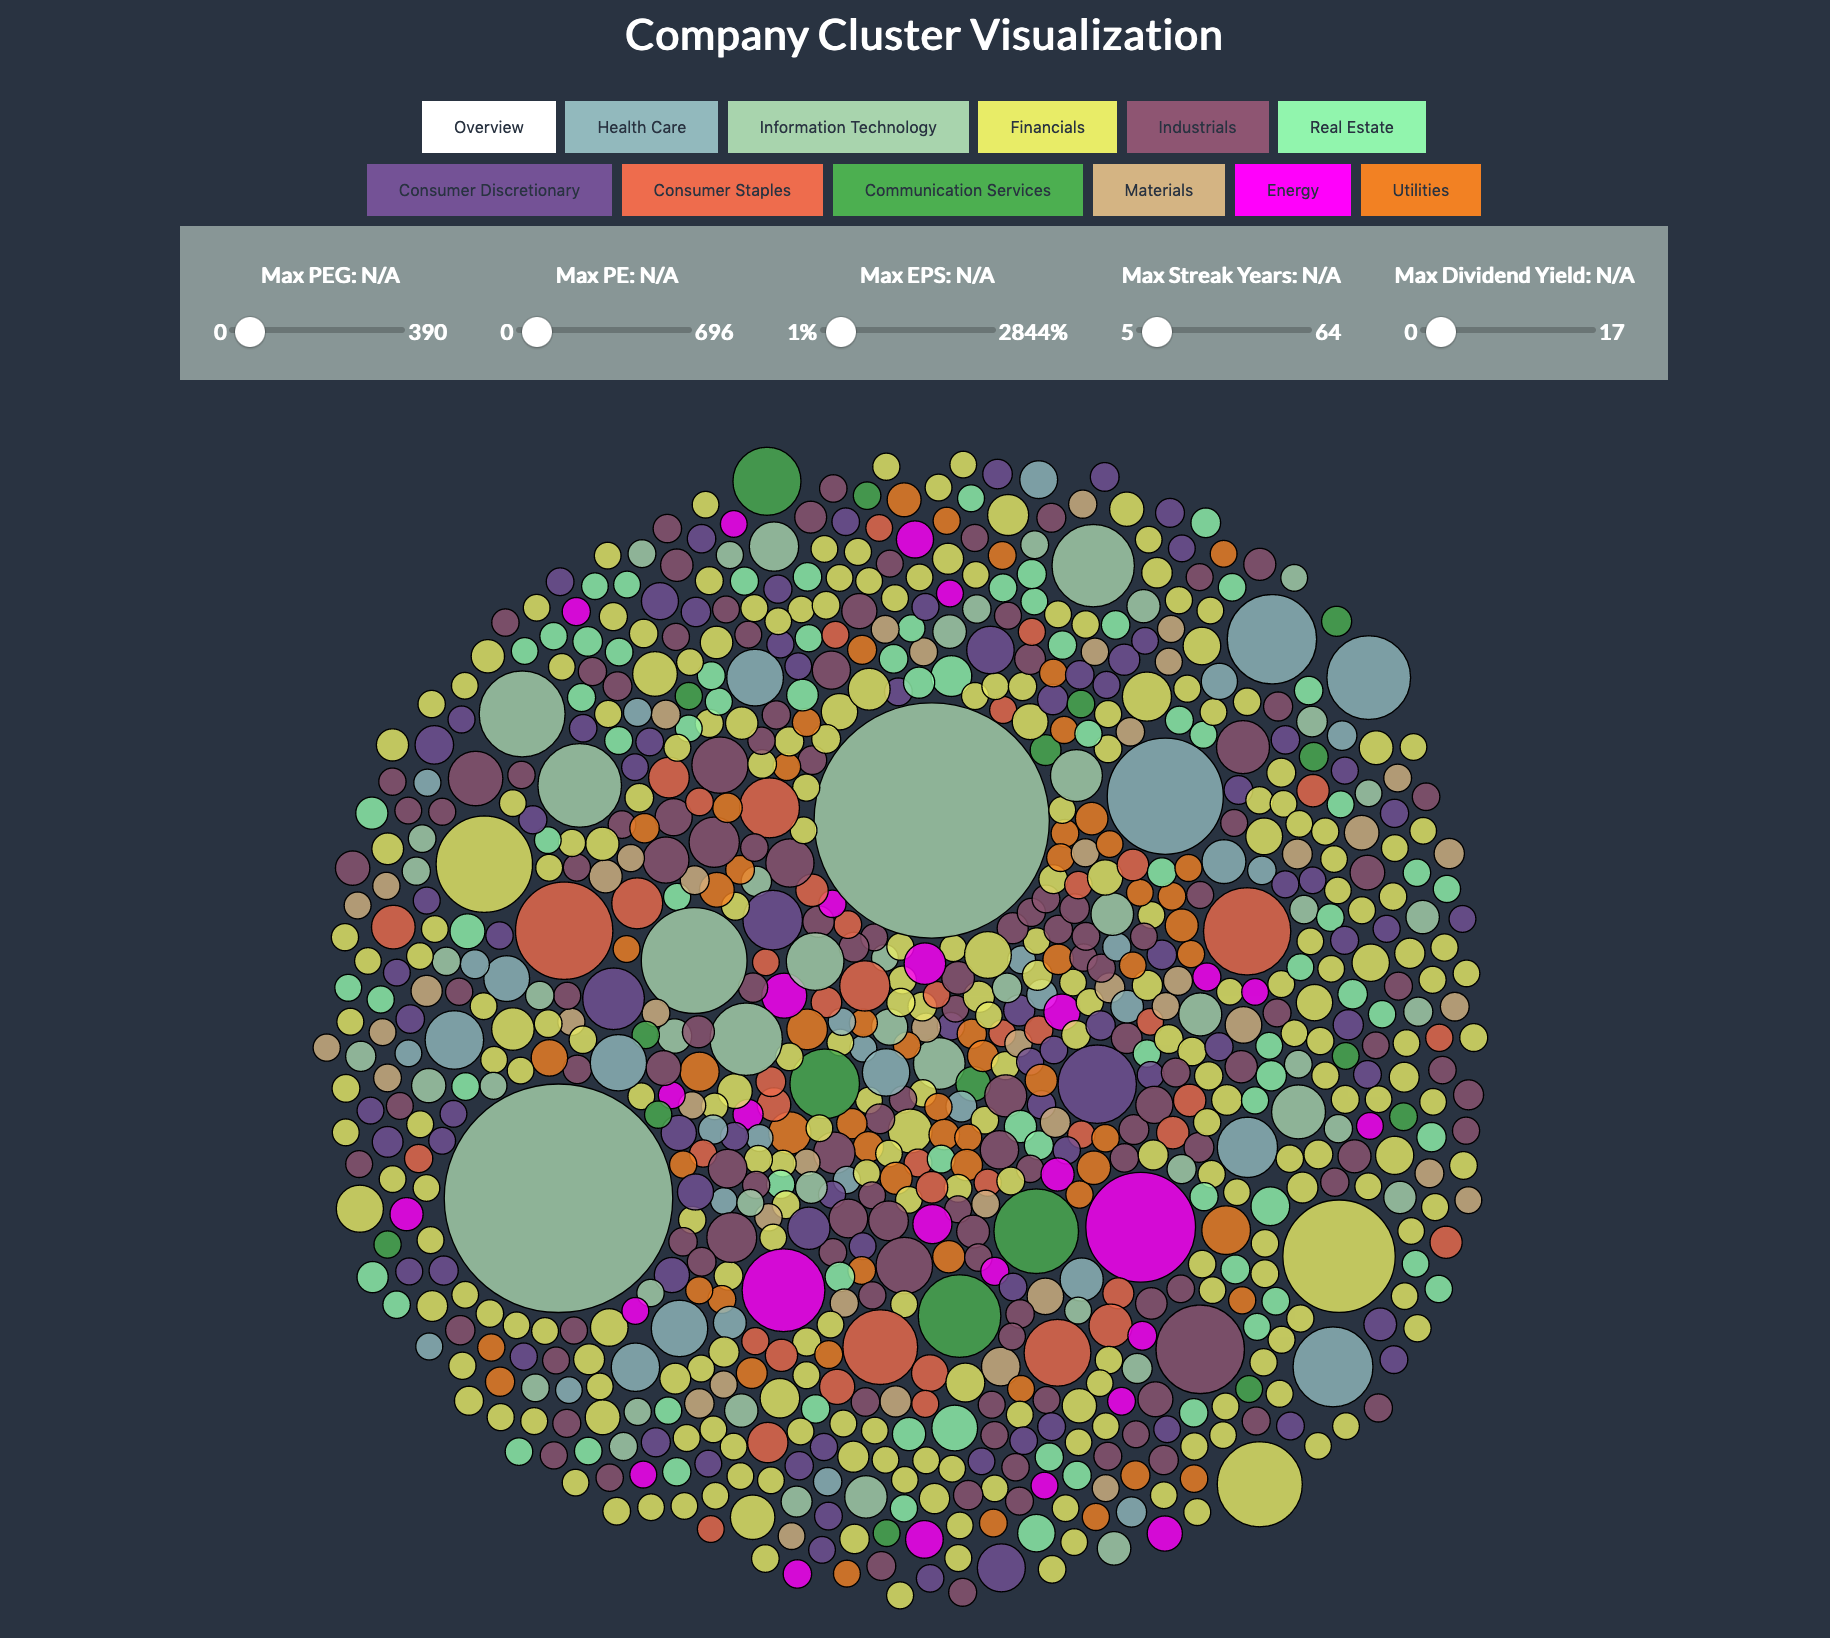 Company Cluster Visualization
Overview Health Care Information Technology Financials Industrials Real Estate
Consumer Discretionary Consumer Staples Communication Services Materials Energy Utilities
Max PEG: N/A Max PE: N/A Max EPS: N/A Max Streak Years: N/A Max Dividend Yield: N/A
0 390 0 696 1% 2844% 5 64 0 17